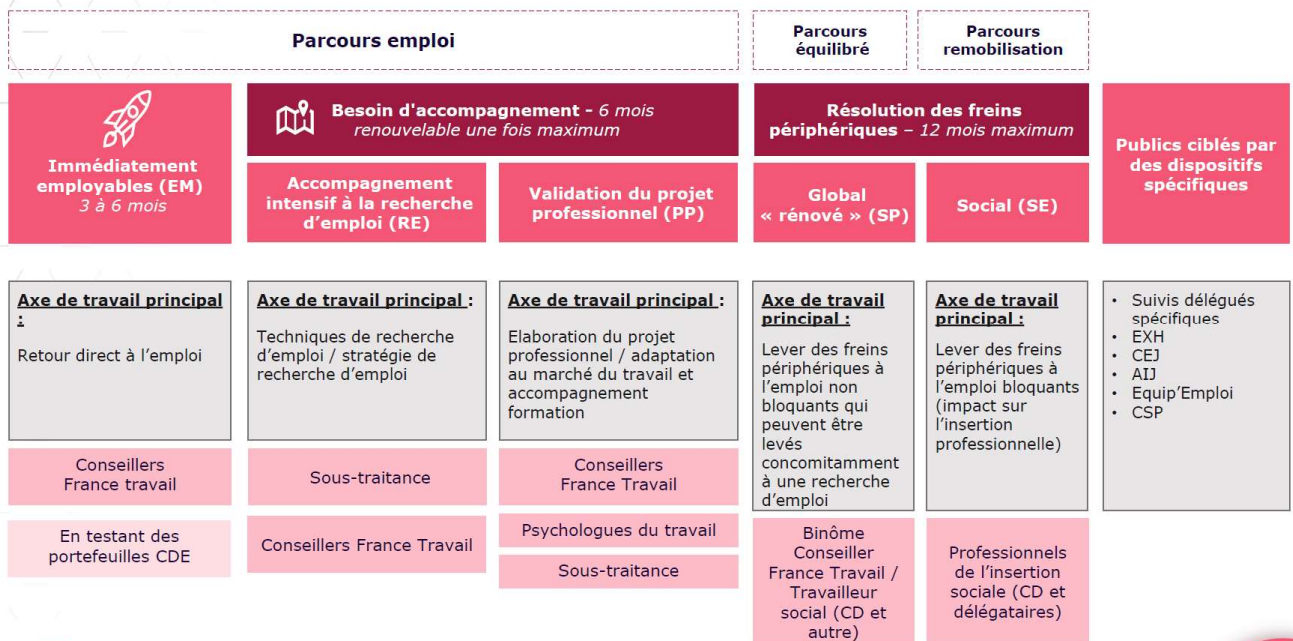 Parcours emploi
Parcours
équilibré
Parcours
remobilisation
Immédiatement
employables (EM)
3 à 6 mois
Besoin d'accompagnement - 6 mois
renouvelable une fois maximum
Accompagnement
intensif à la recherche
d'emploi (RE)
Validation du projet
professionnel (PP)
Résolution des freins
périphériques – 12 mois maximum
Global
« rénové » (SP)
Social (SE)
Publics ciblés par
des dispositifs
spécifiques
Axe de travail principal
:
Retour direct à l'emploi
Conseillers
France travail
En testant des
portefeuilles CDE
Axe de travail principal :
Techniques de recherche
d'emploi / stratégie de
recherche d'emploi
Sous-traitance
Conseillers France Travail
Axe de travail principal :
Elaboration du projet
professionnel / adaptation
au marché du travail et
accompagnement
formation
Conseillers
France Travail
Psychologues du travail
Sous-traitance
Axe de travail
principal :
Lever des freins
périphériques à
l'emploi non
bloquants qui
peuvent être
levés
concomitamment
à une recherche
d'emploi
Binôme
Conseiller
France Travail /
Travailleur
social (CD et
autre)
Axe de travail
principal :
Lever des freins
périphériques à
l'emploi bloquants
(impact sur
l'insertion
professionnelle)
Professionnels
de l'insertion
sociale (CD et
délégataires)
• Suivis délégués
spécifiques
• EXH
• CEJ
• AIJ
• Equip'Emploi
• CSP